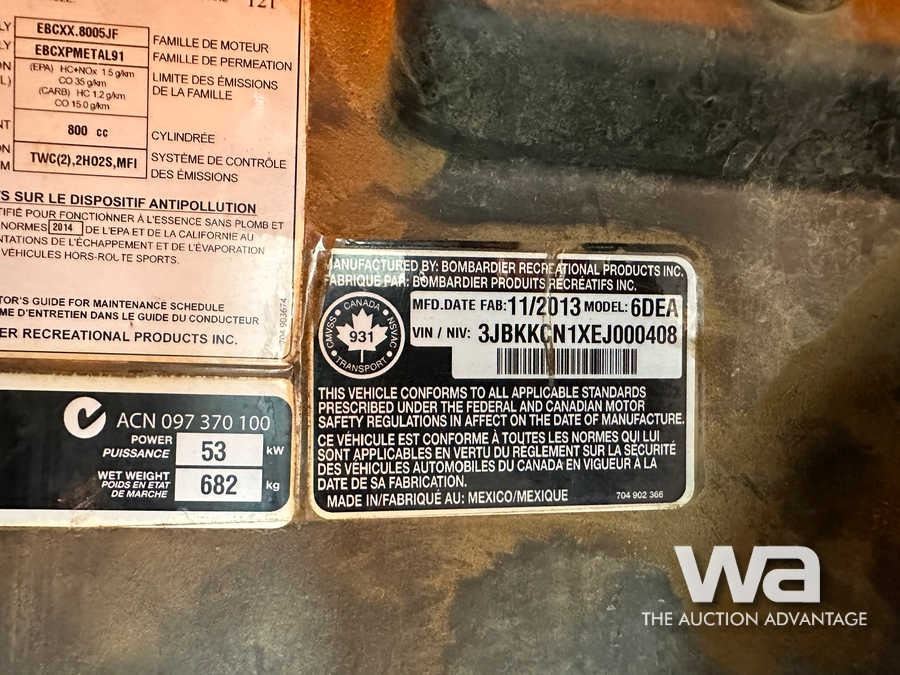 121
EBCXX.8005JF
FAMILLE DE MOTEUR
EBCXPMETAL91
FAMILLE DE PERMEATION
(EPA) HC+NOx 1.5 g/km
CO 35 g/km
(CARB) HC 1.2 g/km
CO 15.0 g/km
LIMITE DES ÉMISSIONS
DE LA FAMILLE
800 cc
CYLINDRÉE
TWC(2),2HO2S,MFI
SYSTÈME DE CONTRÔLE
DES ÉMISSIONS
SUR LE DISPOSITIF ANTIPOLLUTION
POUR FONCTIONNER À L'ESSENCE SANS PLOMB ET
NORMES 2014 DE L'EPA ET DE LA CALIFORNIE AU
DE L'ÉCHAPPEMENT ET DE L'ÉVAPORATION
VÉHICULES HORS-ROUTE SPORTS.
GUIDE FOR MAINTENANCE SCHEDULE
D'ENTRETIEN DANS LE GUIDE DU CONDUCTEUR
RECREATIONAL PRODUCTS INC.
704 903674
MANUFACTURED BY: BOMBARDIER RECREATIONAL PRODUCTS INC.
FABRIQUÉ PAR: BOMBARDIER PRODUITS RÉCRÉATIFS INC.
CANADA
CMVSS
NSVAC
931
TRANSPORT
MFD.DATE FAB: 11/2013 MODEL: 6DEA
VIN / NIV: 3JBKKCN1XEJ000408
THIS VEHICLE CONFORMS TO ALL APPLICABLE STANDARDS
PRESCRIBED UNDER THE FEDERAL AND CANADIAN MOTOR
SAFETY REGULATIONS IN AFFECT ON THE DATE OF MANUFACTURE.
CE VÉHICULE EST CONFORME À TOUTES LES NORMES QUI LUI
SONT APPLICABLES EN VERTU DU RÈGLEMENT SUR LA SÉCURITÉ
DES VÉHICULES AUTOMOBILES DU CANADA EN VIGUEUR À LA
DATE DE SA FABRICATION.
MADE IN/FABRIQUÉ AU: MEXICO/MEXIQUE
704 902 366
ACN 097 370 100
POWER
PUISSANCE
53 kW
WET WEIGHT
POIDS EN ÉTAT
DE MARCHE
682 kg
wa
THE AUCTION ADVANTAGE